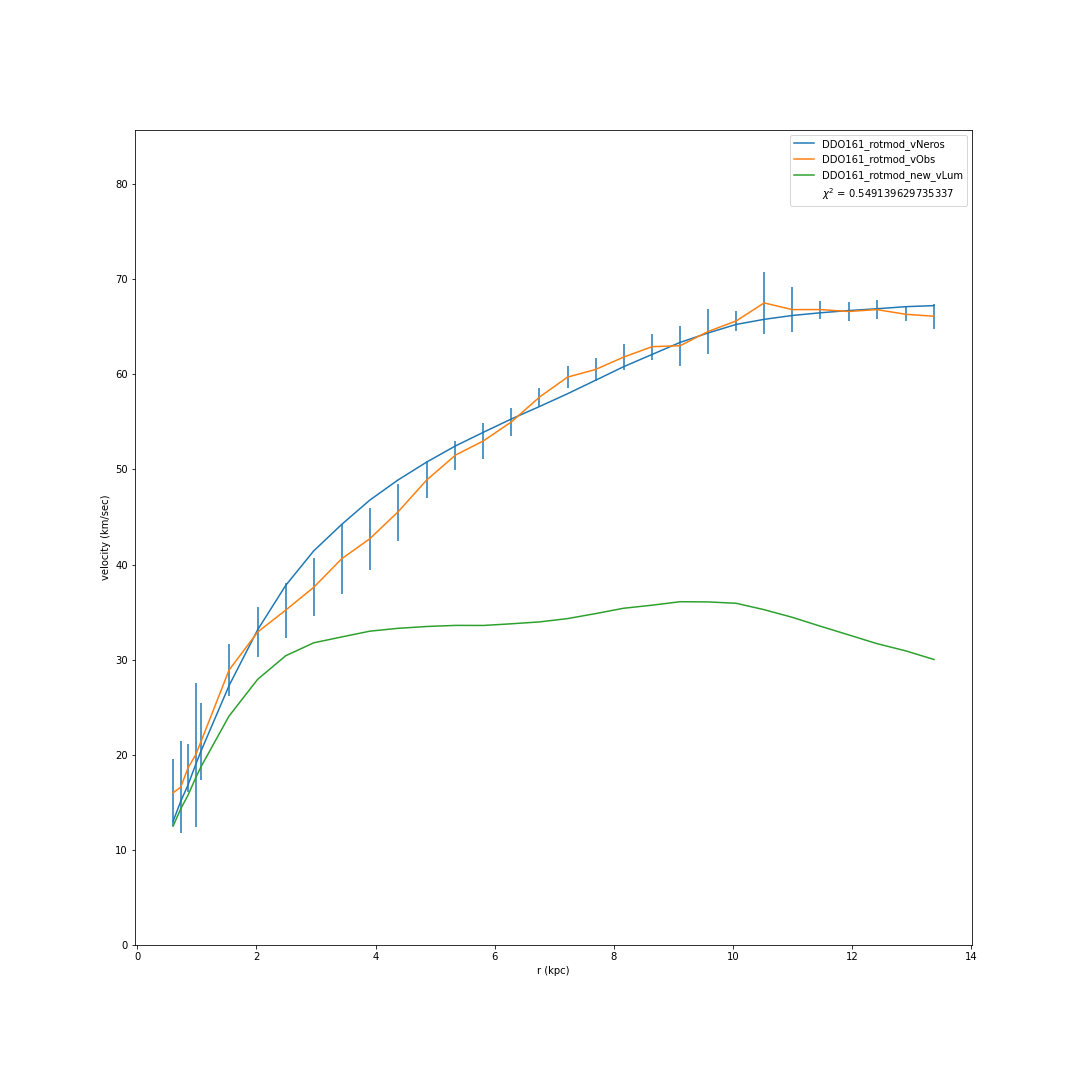 DDO161_rotmod_vNeros
DDO161_rotmod_vObs
DDO161_rotmod_new_vLum
χ² = 0.549139629735337
80
70
60
50
40
30
20
10
0
velocity (km/sec)
0 2 4 6 8 10 12 14
r (kpc)